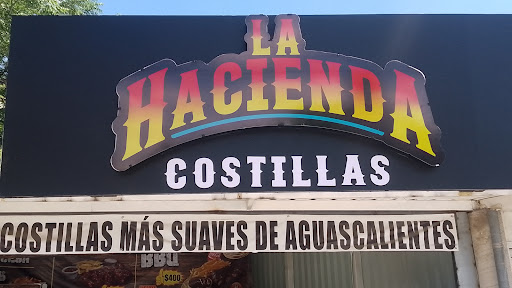 LA
HACIENDA
COSTILLAS
COSTILLAS MÁS SUAVES DE AGUASCALIENTES
BBQ
$400